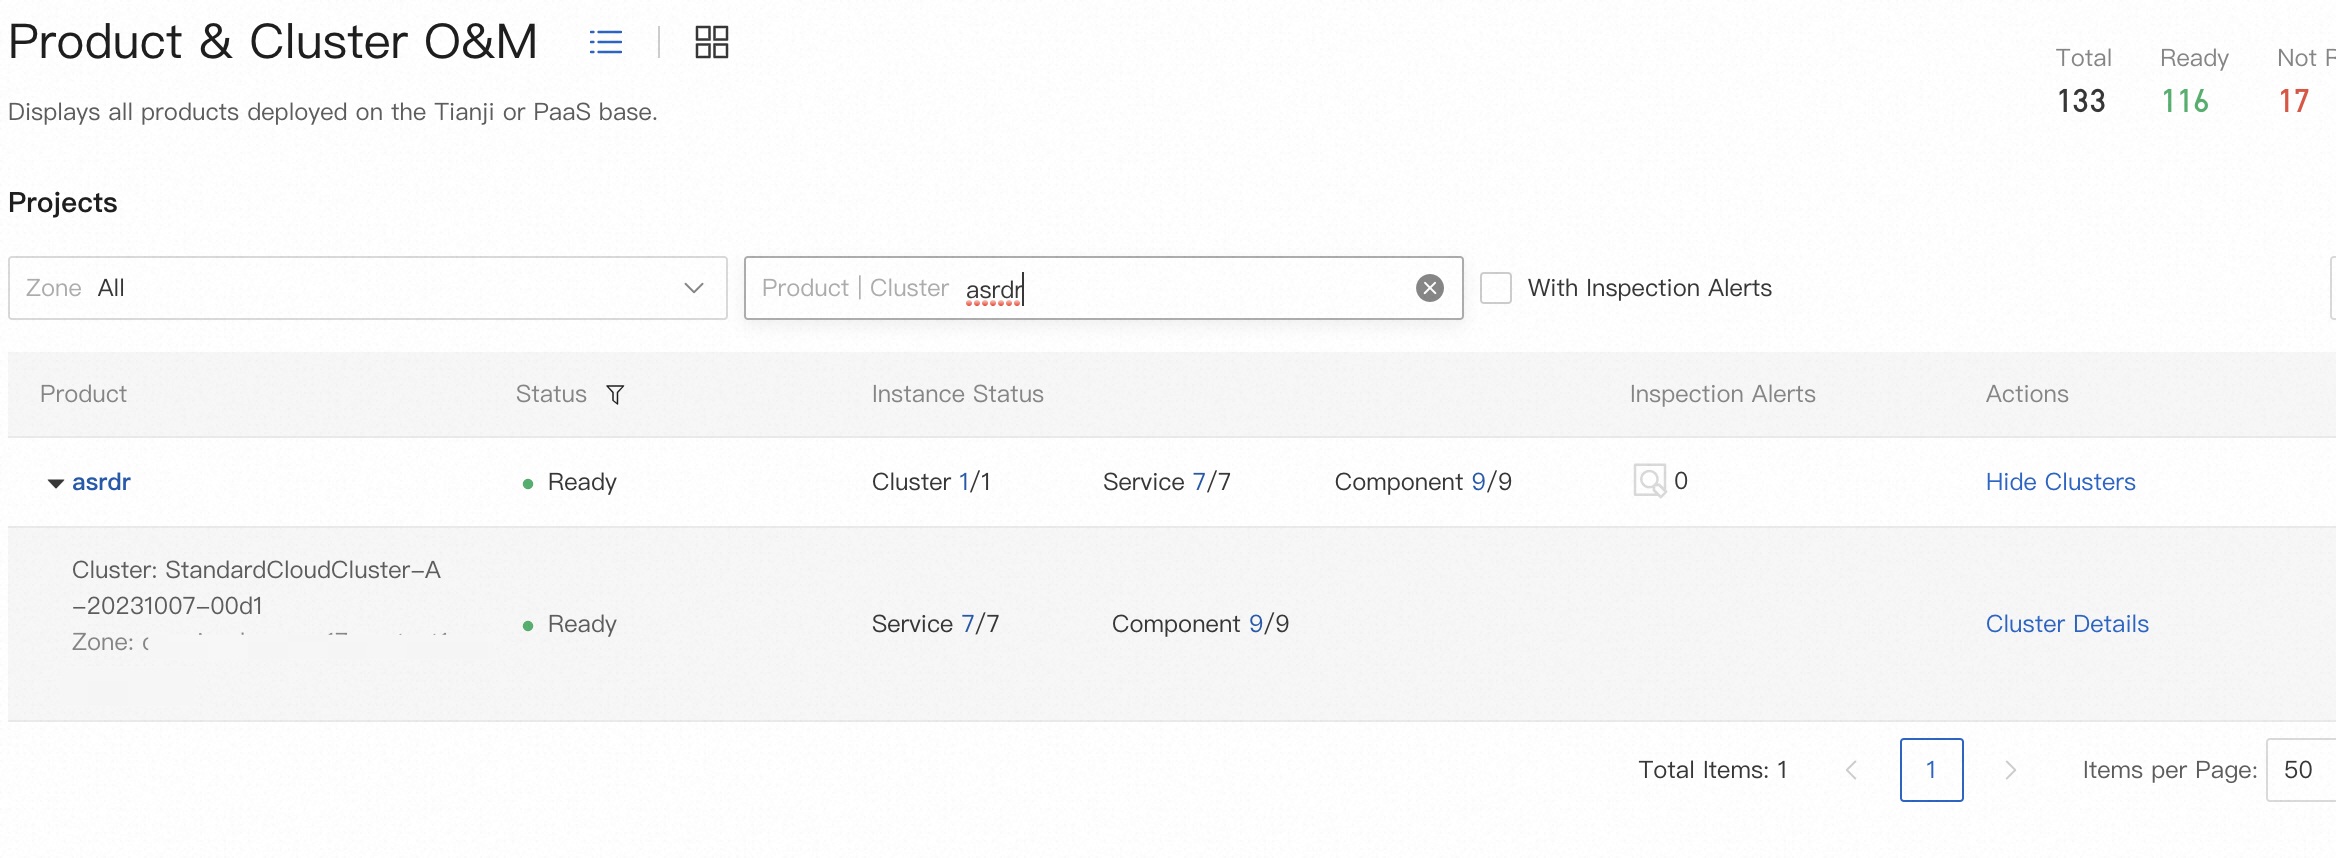 Product & Cluster O&M
Total Ready Not R
133 116 17
Displays all products deployed on the Tianji or PaaS base.
Projects
Zone All
Product | Cluster asrdr
With Inspection Alerts
Product Status Instance Status Inspection Alerts Actions
asrdr Ready Cluster 1/1 Service 7/7 Component 9/9 0 Hide Clusters
Cluster: StandardCloudCluster-A
-20231007-00d1
Zone:
Ready Service 7/7 Component 9/9 Cluster Details
Total Items: 1 1 Items per Page: 50